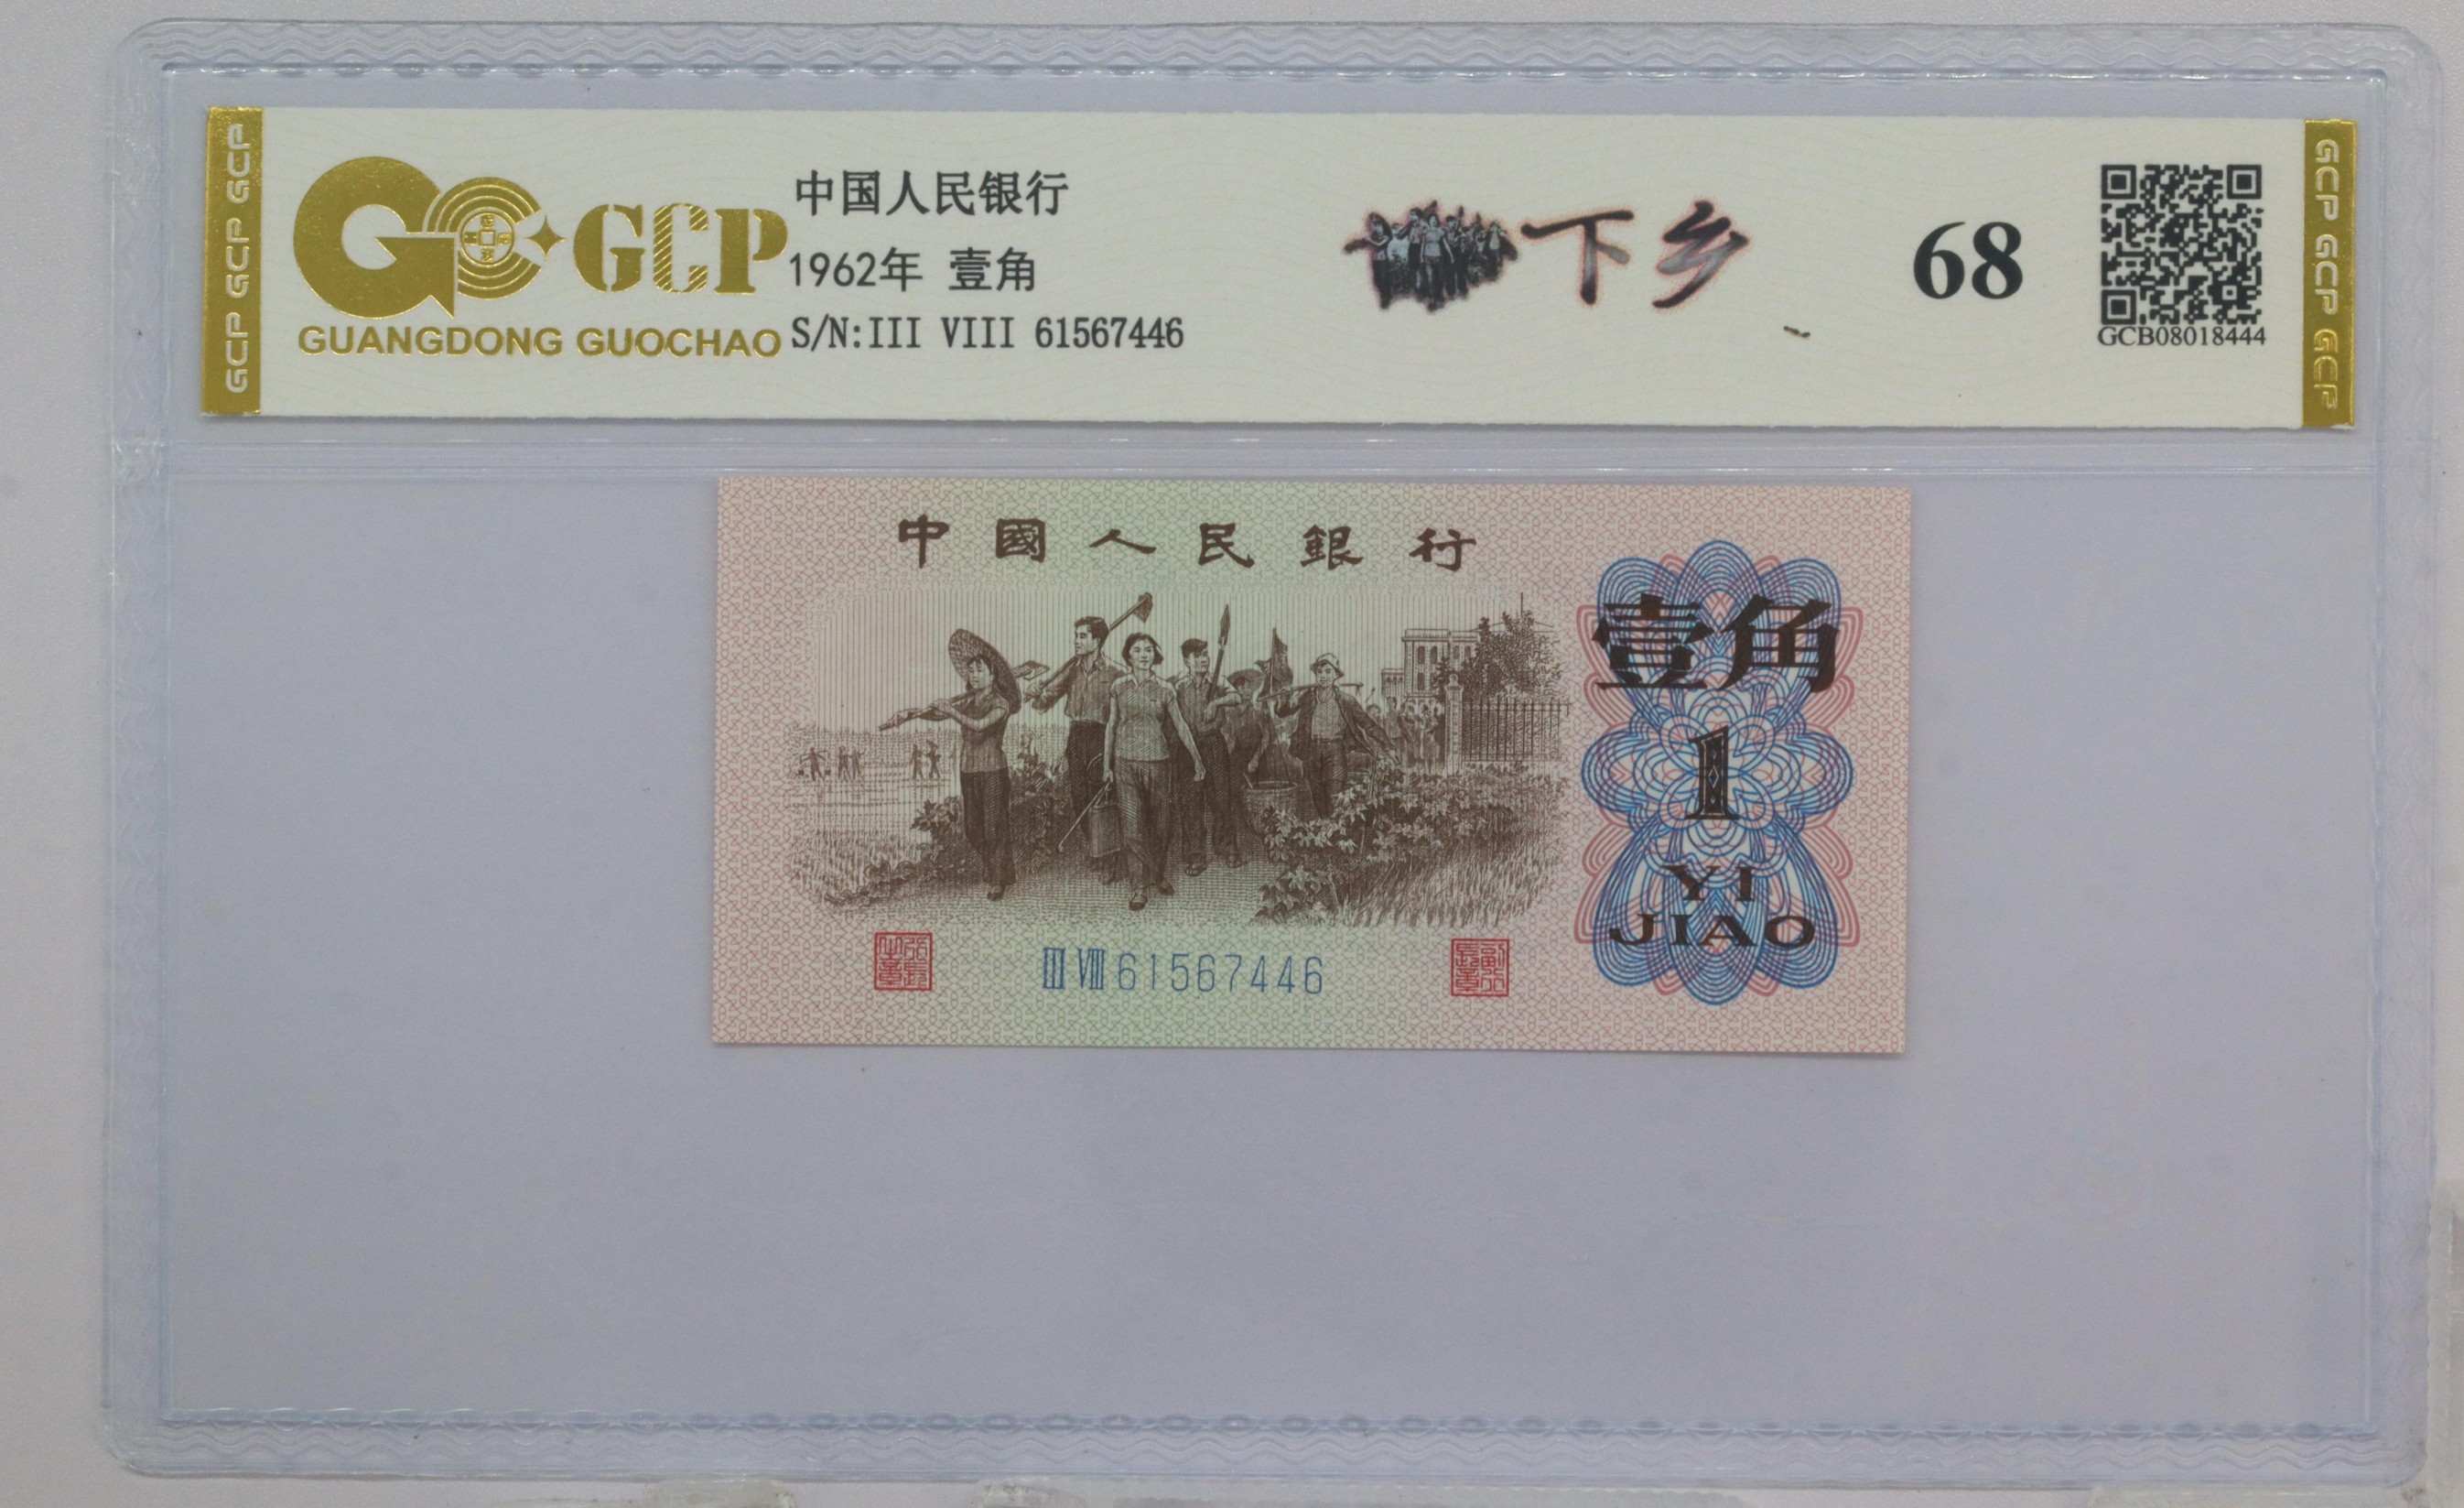 GCP GCP GCP
GCP
GUANGDONG GUOCHAO
中国人民银行
1962年 壹角
S/N:III VIII 61567446
下乡
68
GCB08018444
GCP GCP GCP
中國人民銀行
壹角
1
YI
JIAO
III VIII 61567446